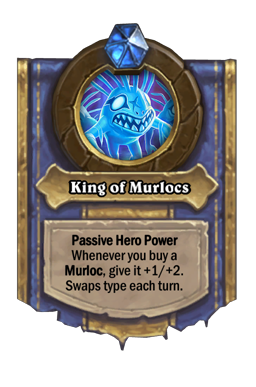 King of Murlocs
Passive Hero Power
Whenever you buy a
Murloc, give it +1/+2.
Swaps type each turn.